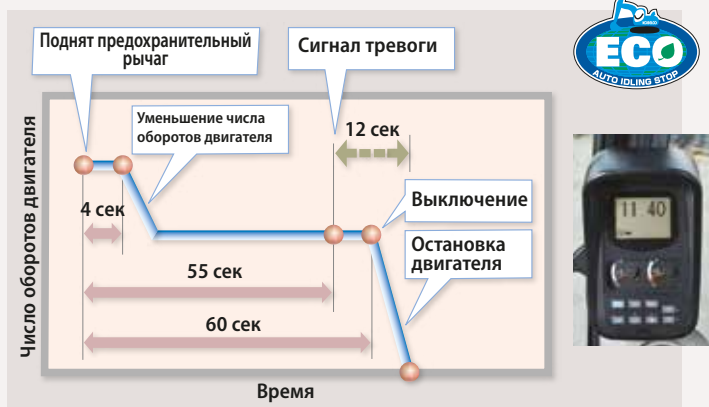 Поднят предохранительный
рычаг
Сигнал тревоги
ECO
AUTO IDLING STOP
Уменьшение числа
оборотов двигателя
12 сек
4 сек
Выключение
Остановка
двигателя
55 сек
60 сек
Число оборотов двигателя
Время
11 40